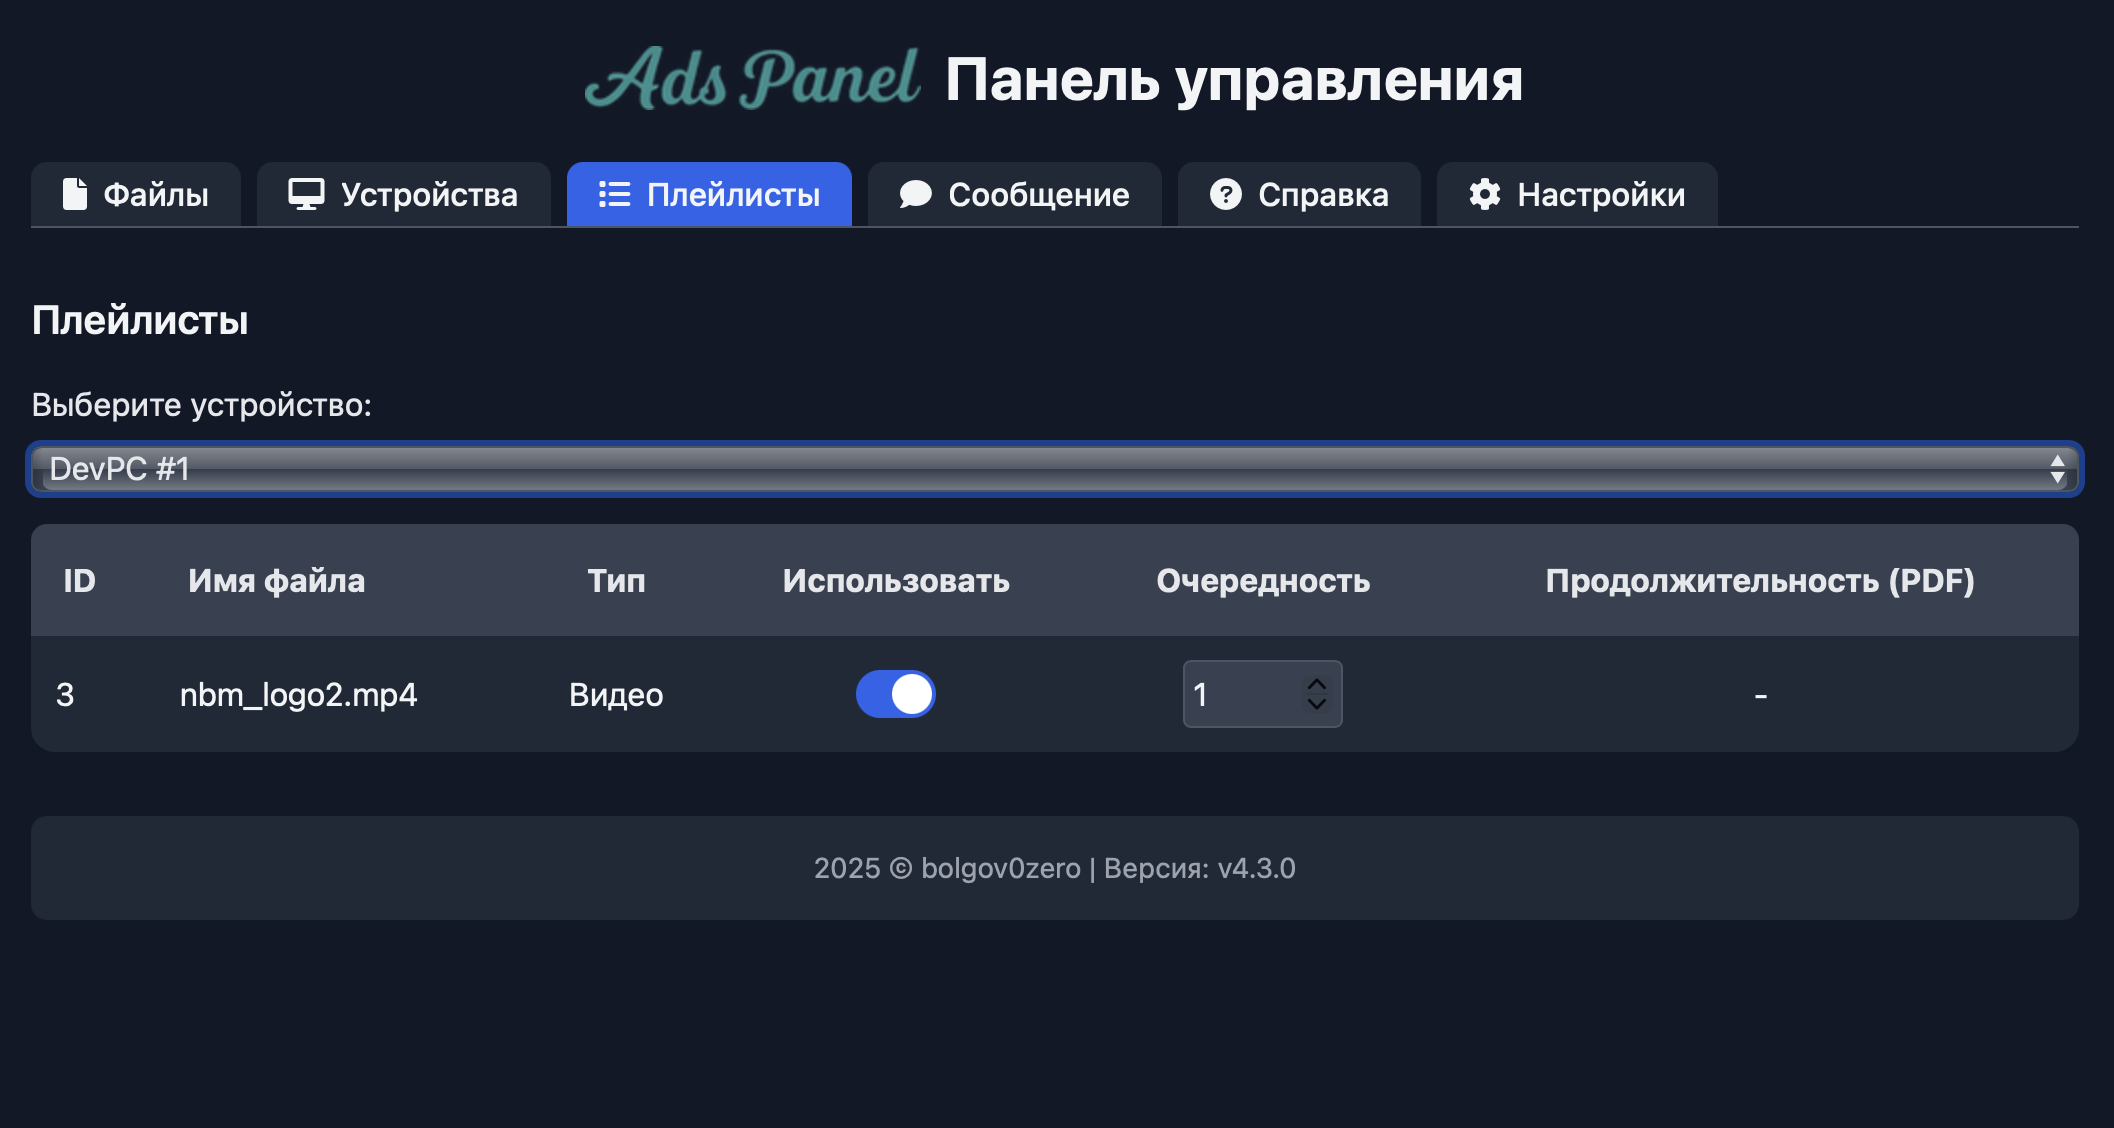 Ads Panel Панель управления
Файлы Устройства Плейлисты Сообщение Справка Настройки
Плейлисты
Выберите устройство:
DevPC #1
ID Имя файла Тип Использовать Очередность Продолжительность (PDF)
3 nbm_logo2.mp4 Видео 1 -
2025 © bolgov0zero | Версия: v4.3.0